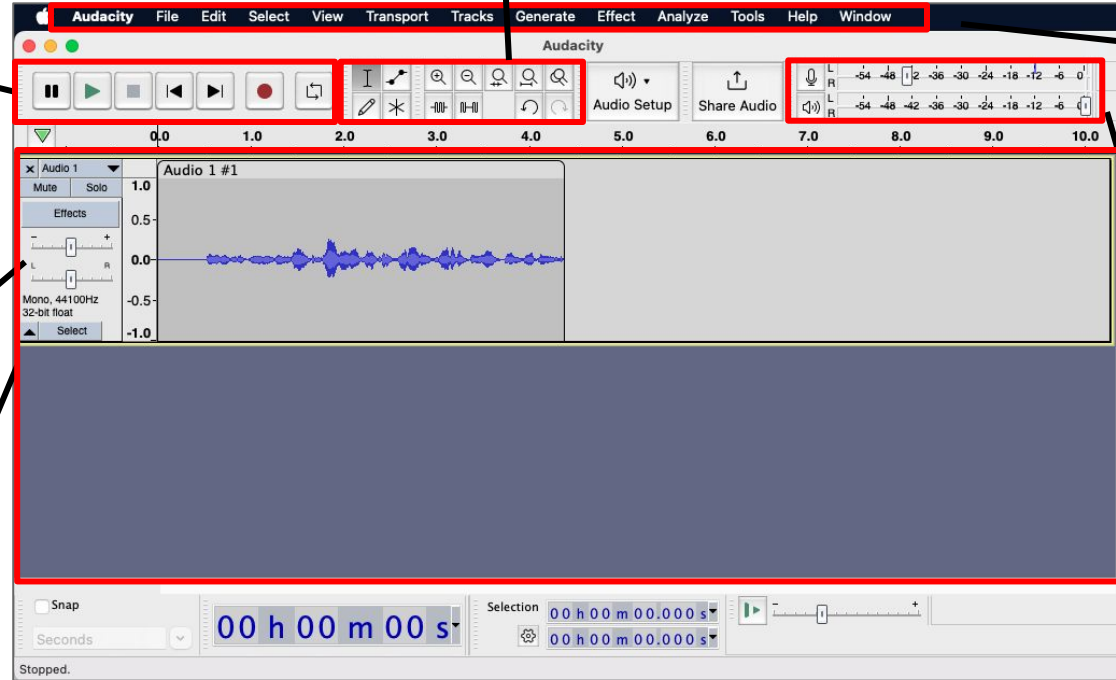 Audacity File Edit Select View Transport Tracks Generate Effect Analyze Tools Help Window
Audacity
Audio Setup
Share Audio
L
R
-54 -48 2 -36 -30 -24 -18 -12 -6 0
L
R
-54 -48 -42 -36 -30 -24 -18 -12 -6
0.0 1.0 2.0 3.0 4.0 5.0 6.0 7.0 8.0 9.0 10.0
Audio 1
Audio 1 #1
Mute Solo
1.0
Effects
0.5
- +
0.0
L R
-0.5
Mono, 44100Hz
32-bit float
Select
-1.0
Snap
Seconds
00 h 00 m 00 s
Selection
00 h 00 m 00.000 s
00 h 00 m 00.000 s
- +
Stopped.